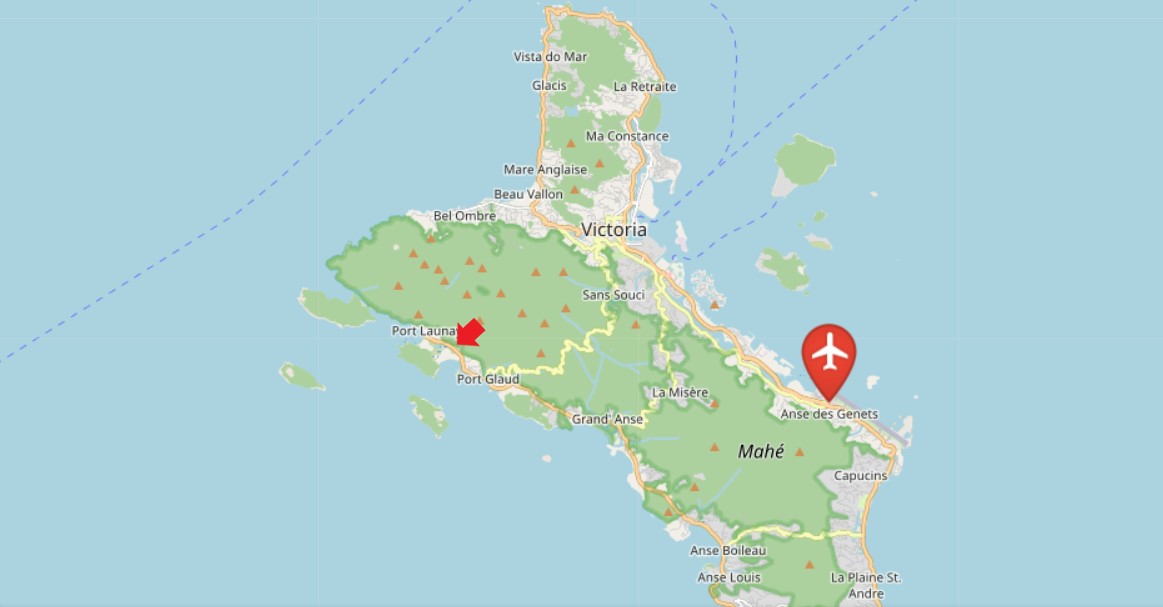 Vista do Mar
Glacis
La Retraite
Ma Constance
Mare Anglaise
Beau Vallon
Bel Ombre
Victoria
Sans Souci
Port Launa
Port Glaud
La Misère
Anse des Genets
Grand' Anse
Mahé
Capucins
Anse Boileau
Anse Louis
La Plaine St.
Andre